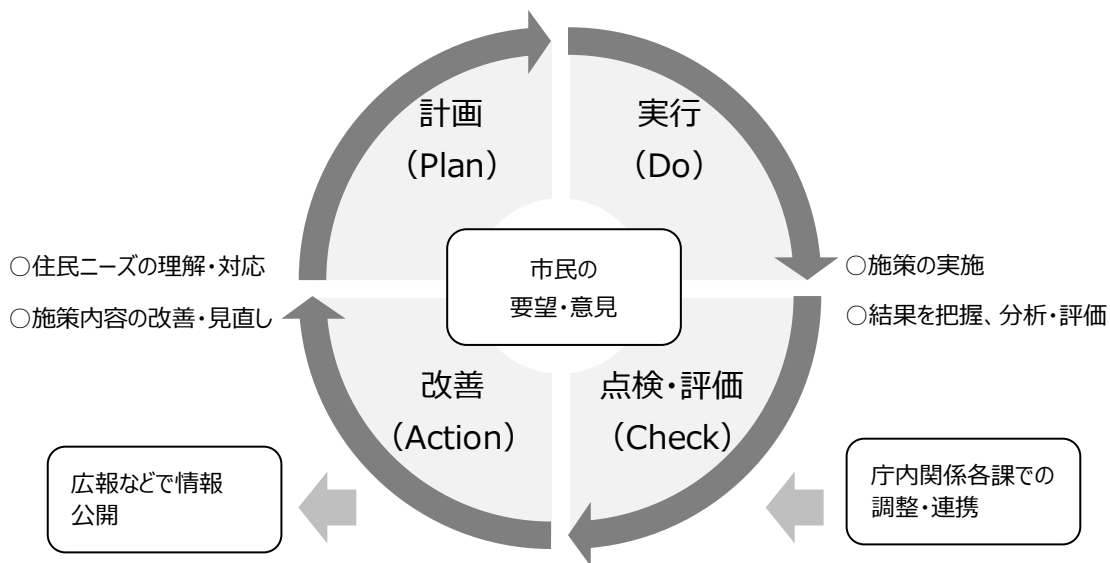 計画
（Plan）
実行
（Do）
○住民ニーズの理解・対応
○施策内容の改善・見直し
市民の
要望・意見
○施策の実施
○結果を把握、分析・評価
改善
（Action）
点検・評価
（Check）
広報などで情報
公開
庁内関係各課での
調整・連携